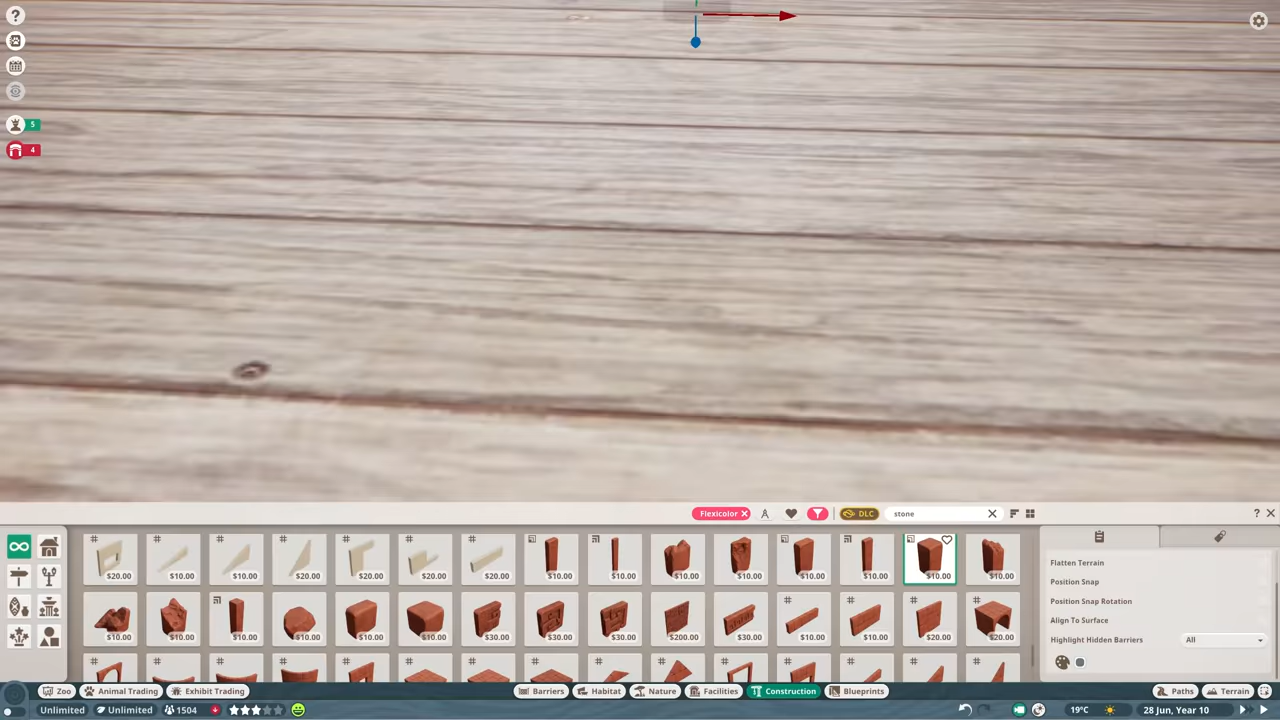 ?
5
4
Flexicolor ×
DLC
stone
? ×
$20.00 $10.00 $10.00 $20.00 $20.00 $20.00 $10.00 $10.00 $10.00 $10.00 $10.00 $10.00 $10.00 $10.00 $10.00
$10.00 $10.00 $10.00 $10.00 $10.00 $10.00 $30.00 $30.00 $30.00 $200.00 $30.00 $10.00 $10.00 $20.00 $20.00
Flatten Terrain
Position Snap
Position Snap Rotation
Align To Surface
Highlight Hidden Barriers All
Zoo Animal Trading Exhibit Trading Barriers Habitat Nature Facilities Construction Blueprints Paths Terrain
Unlimited Unlimited 1504 19°C 28 Jun, Year 10